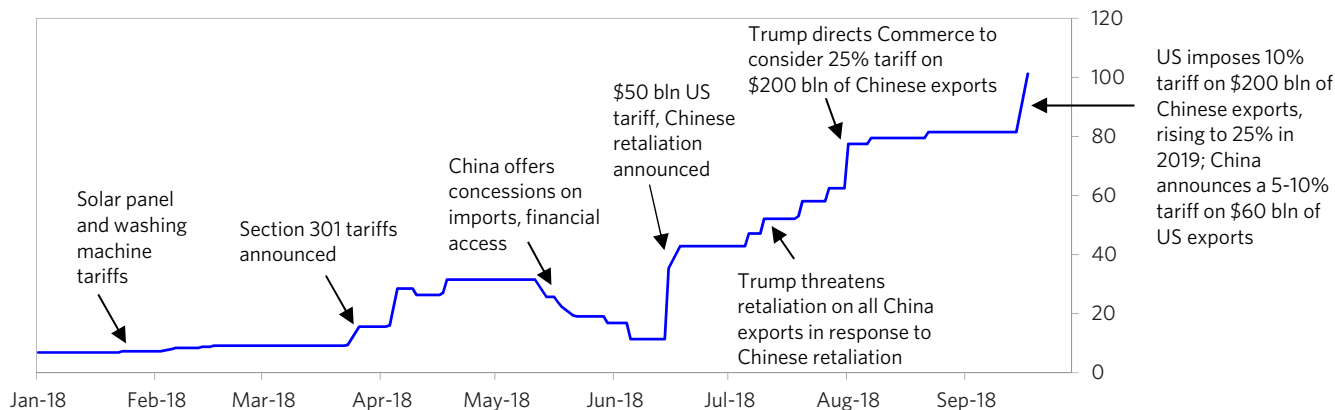 Solar panel
and washing
machine
tariffs
Section 301 tariffs
announced
China offers
concessions on
imports, financial
access
$50 bln US
tariff, Chinese
retaliation
announced
Trump directs Commerce to
consider 25% tariff on
$200 bln of Chinese exports
Trump threatens
retaliation on all China
exports in response to
Chinese retaliation
US imposes 10%
tariff on $200 bln of
Chinese exports,
rising to 25% in
2019; China
announces a 5-10%
tariff on $60 bln of
US exports
120
100
80
60
40
20
0
Jan-18 Feb-18 Mar-18 Apr-18 May-18 Jun-18 Jul-18 Aug-18 Sep-18